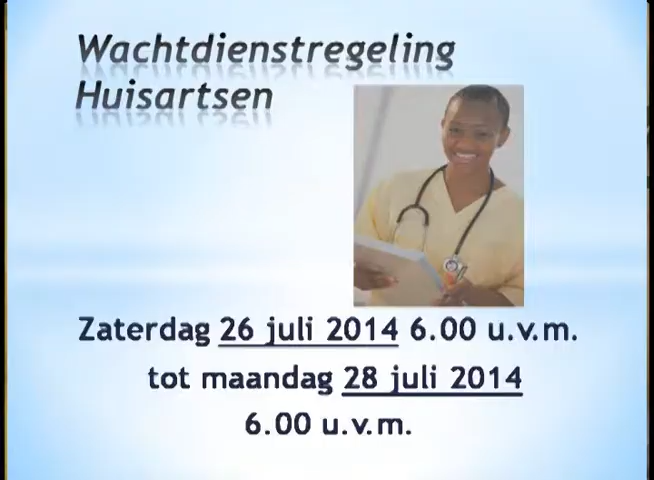 Wachtdienstregeling
Huisartsen
Zaterdag 26 juli 2014 6.00 u.v.m.
tot maandag 28 juli 2014
6.00 u.v.m.